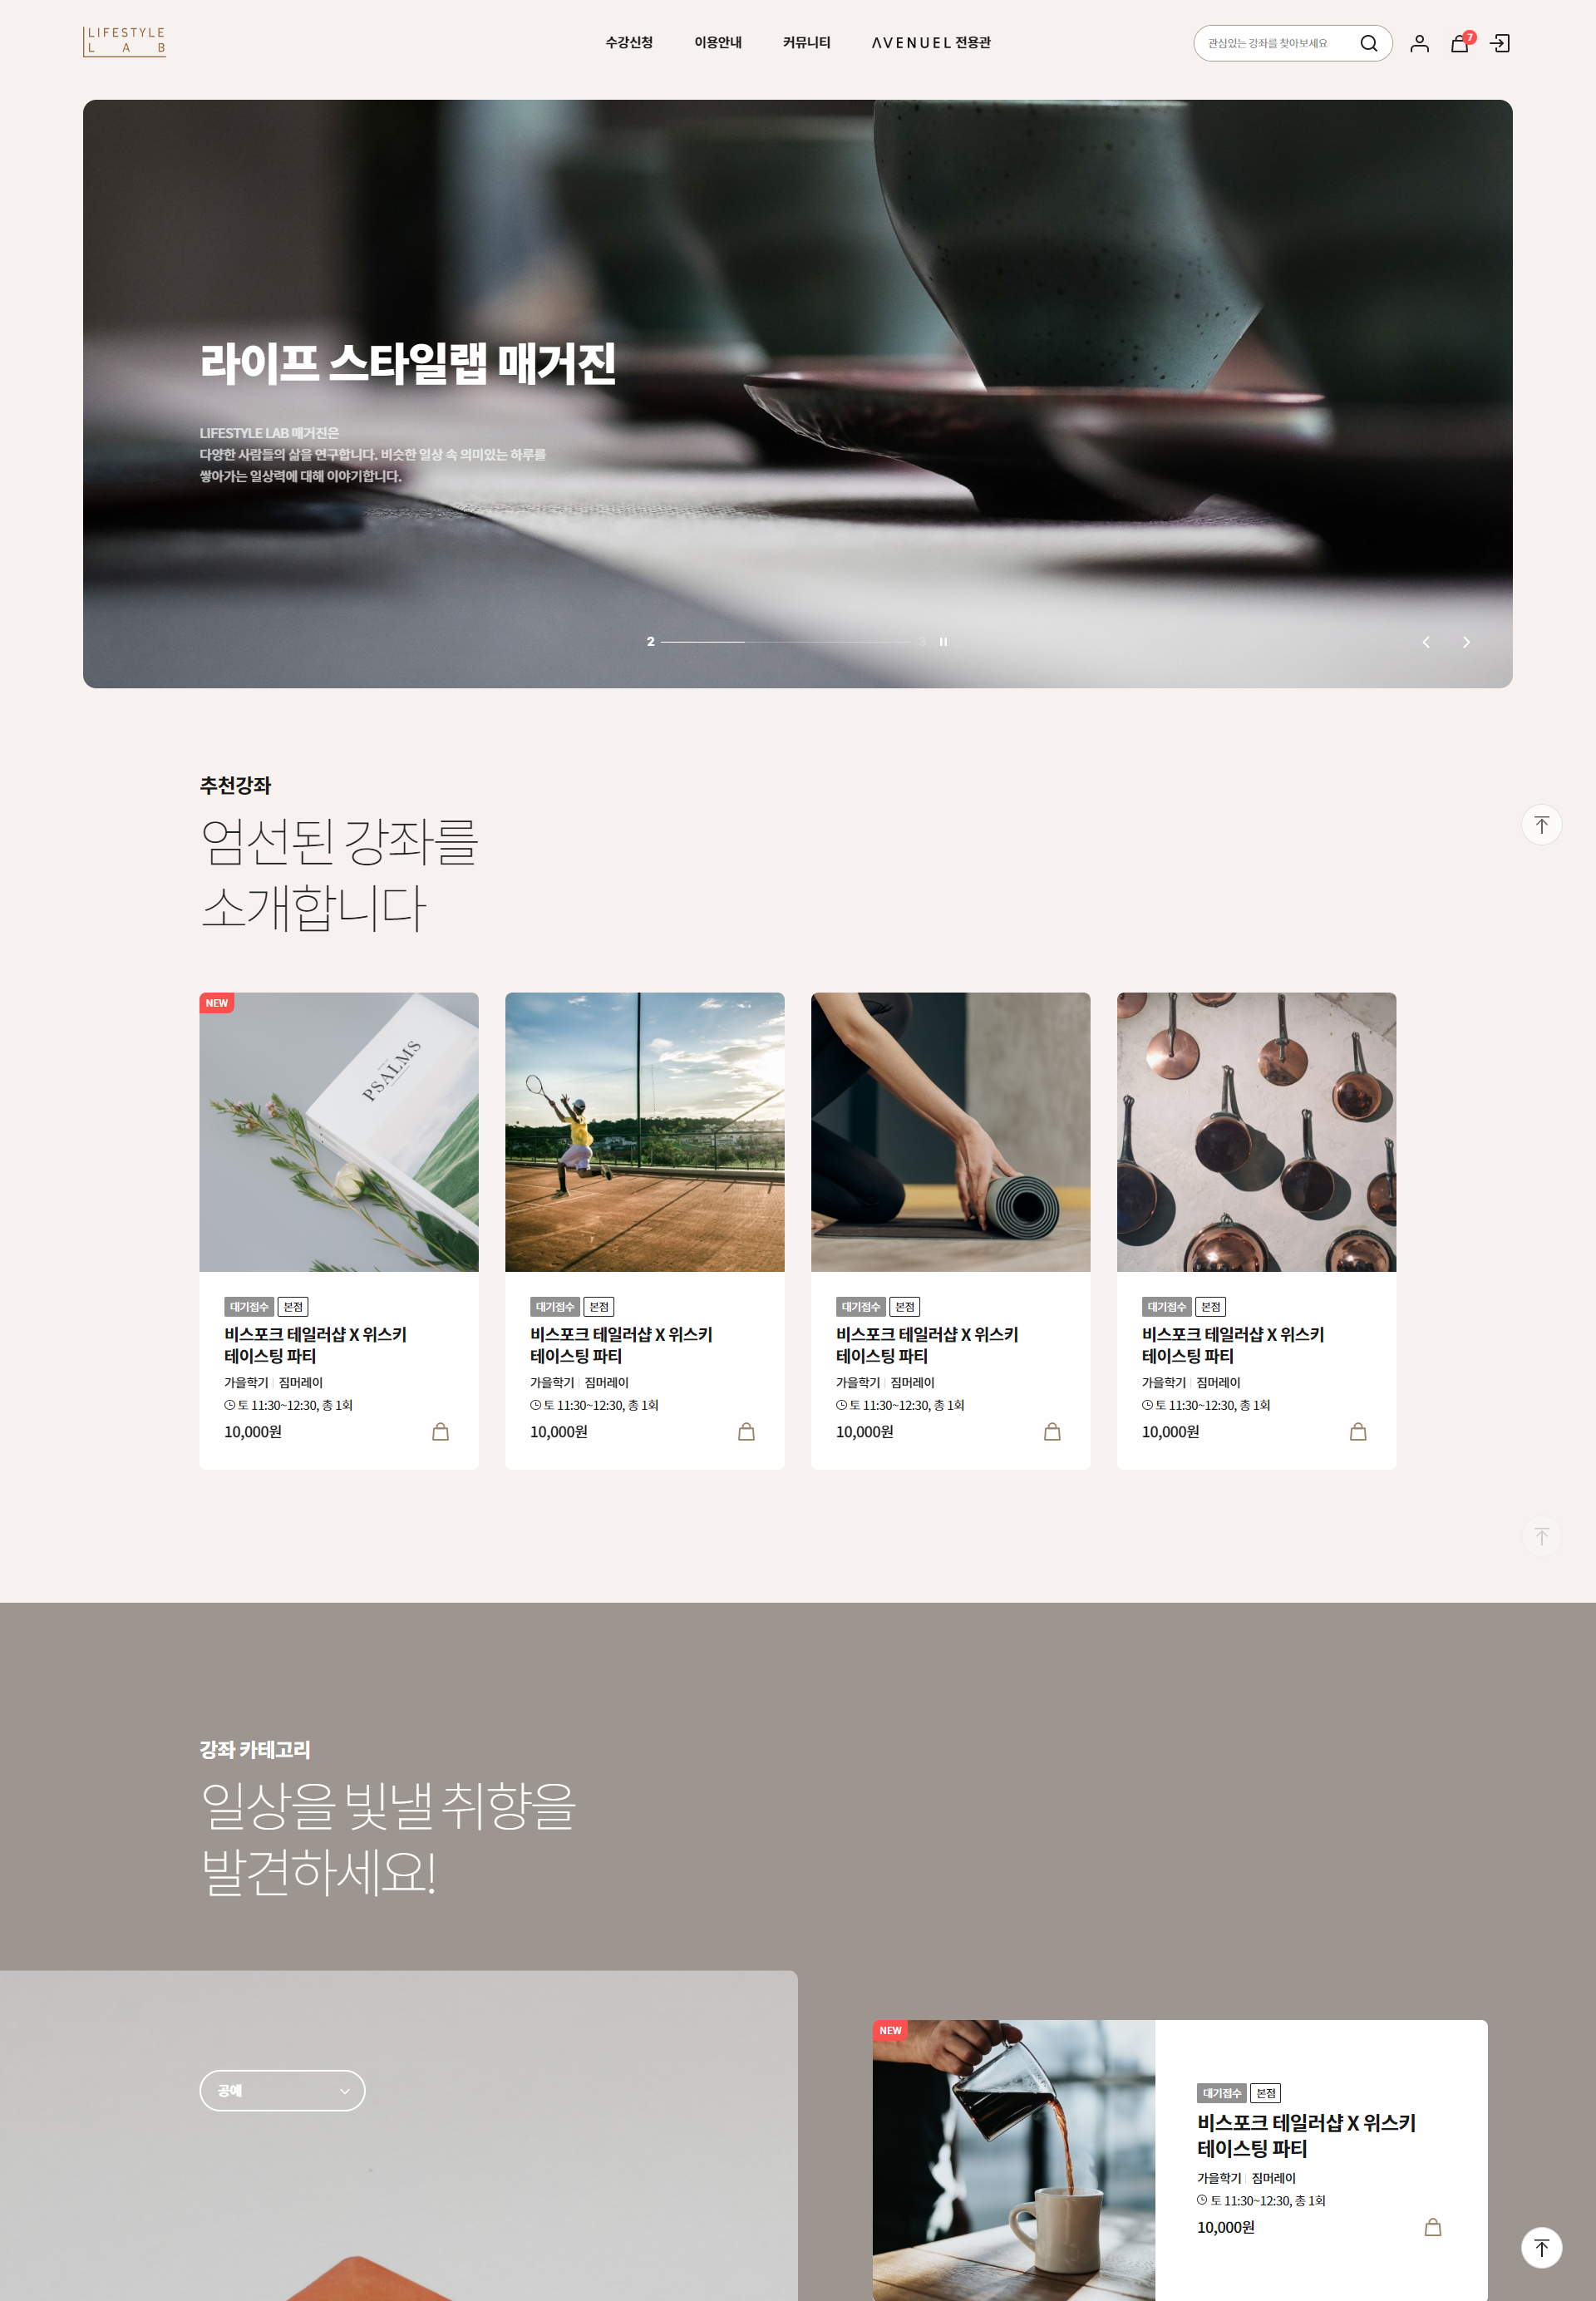 LIFESTYLE
LAB
수강신청
이용안내
커뮤니티
AVENUEL 전용관
관심있는 강좌를 찾아보세요
7
라이프 스타일랩 매거진
LIFESTYLE LAB 매거진은
다양한 사람들의 삶을 연구합니다. 비슷한 일상 속 의미있는 하루를
쌓아가는 일상력에 대해 이야기합니다.
2
3
추천강좌
엄선된 강좌를
소개합니다
NEW
PSALMS
대기접수 본점
비스포크 테일러샵 X 위스키
테이스팅 파티
가을학기 짐머레이
토 11:30~12:30, 총 1회
10,000원
대기접수 본점
비스포크 테일러샵 X 위스키
테이스팅 파티
가을학기 짐머레이
토 11:30~12:30, 총 1회
10,000원
대기접수 본점
비스포크 테일러샵 X 위스키
테이스팅 파티
가을학기 짐머레이
토 11:30~12:30, 총 1회
10,000원
대기접수 본점
비스포크 테일러샵 X 위스키
테이스팅 파티
가을학기 짐머레이
토 11:30~12:30, 총 1회
10,000원
강좌 카테고리
일상을 빛낼 취향을
발견하세요!
공예
NEW
대기접수 본점
비스포크 테일러샵 X 위스키
테이스팅 파티
가을학기 짐머레이
토 11:30~12:30, 총 1회
10,000원